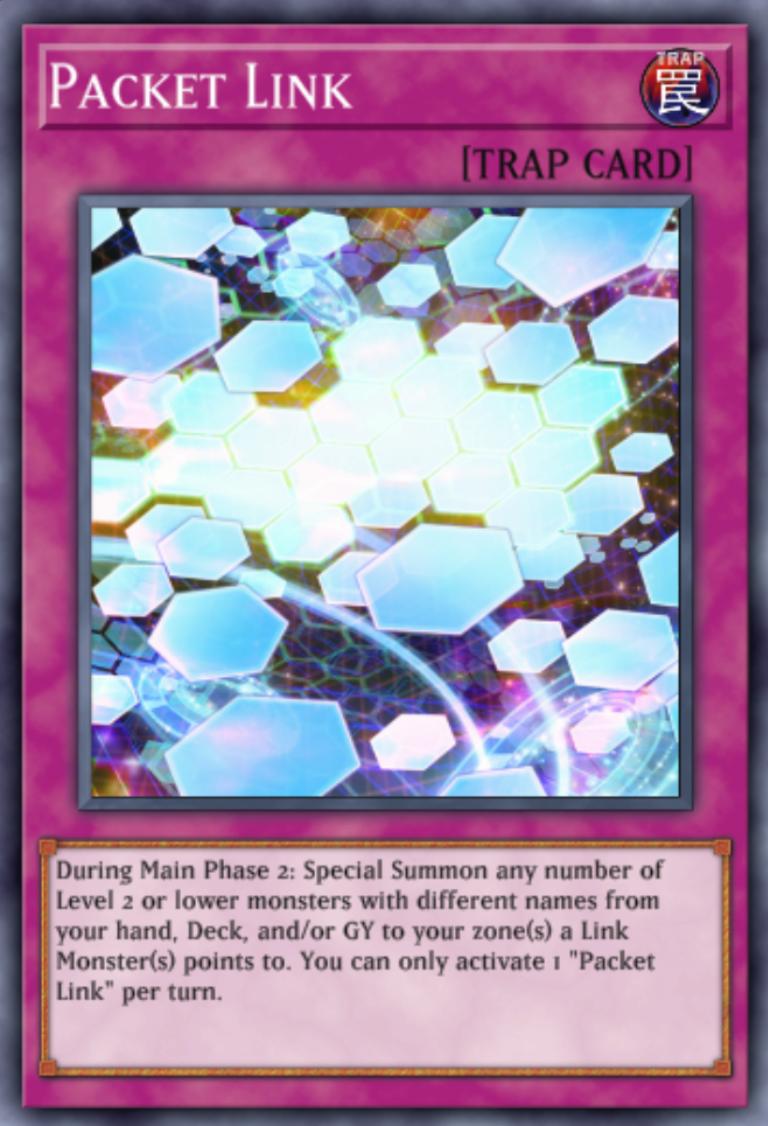 PACKET LINK
TRAP
罠
[TRAP CARD]
During Main Phase 2: Special Summon any number of
Level 2 or lower monsters with different names from
your hand, Deck, and/or GY to your zone(s) a Link
Monster(s) points to. You can only activate 1 "Packet
Link" per turn.